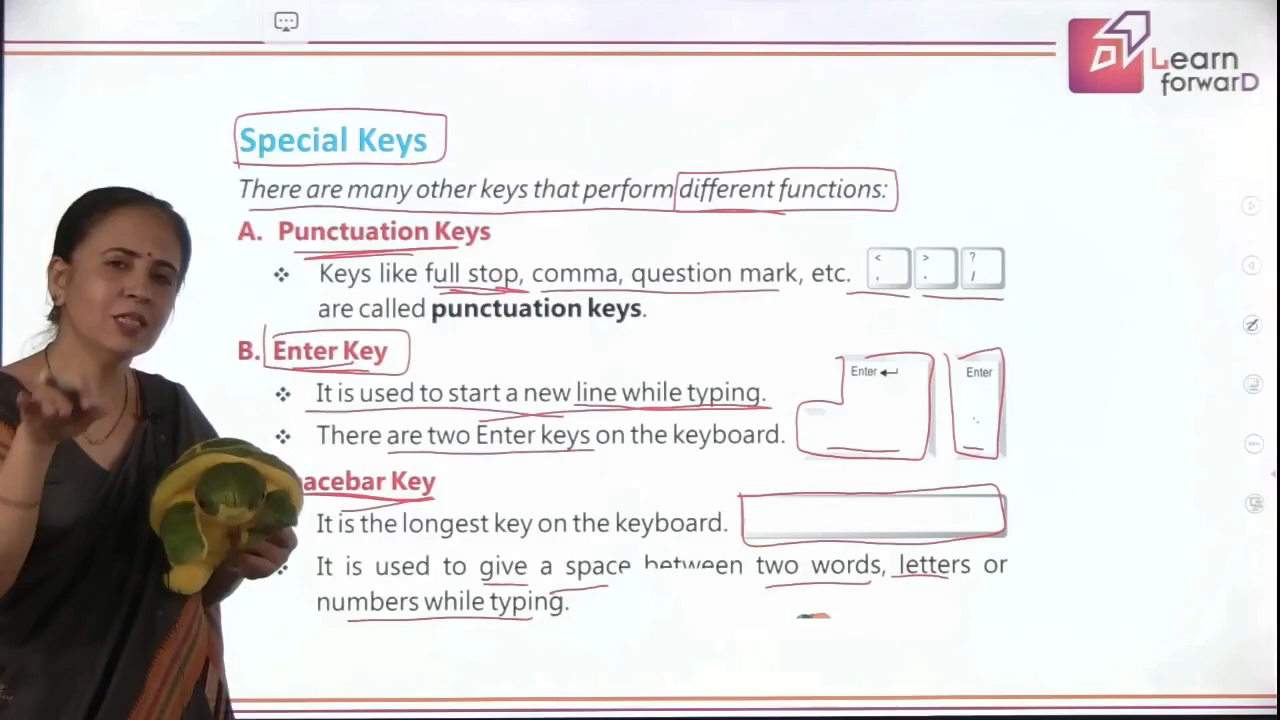 Learn
forwarD
Special Keys
There are many other keys that perform different functions:
A. Punctuation Keys
❖ Keys like full stop, comma, question mark, etc.
< > ?
, . /
are called punctuation keys.
B. Enter Key
❖ It is used to start a new line while typing.
Enter ↵ Enter
❖ There are two Enter keys on the keyboard.
acebar Key
It is the longest key on the keyboard.
It is used to give a space between two words, letters or
numbers while typing.